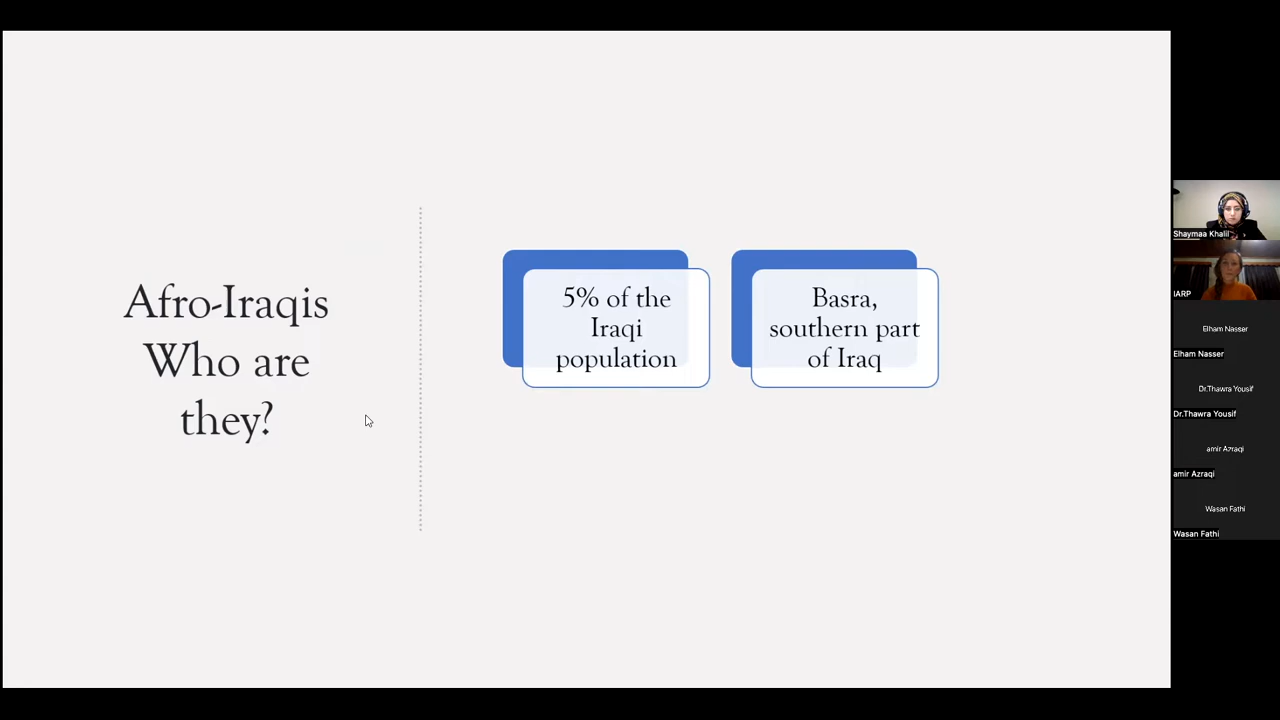 Afro-Iraqis
Who are
they?
5% of the
Iraqi
population
Basra,
southern part
of Iraq
Shaymaa Khalil
IARP
Elham Nasser
Elham Nasser
Dr.Thawra Yousif
Dr.Thawra Yousif
amir Azraqi
amir Azraqi
Wasan Fathi
Wasan Fathi